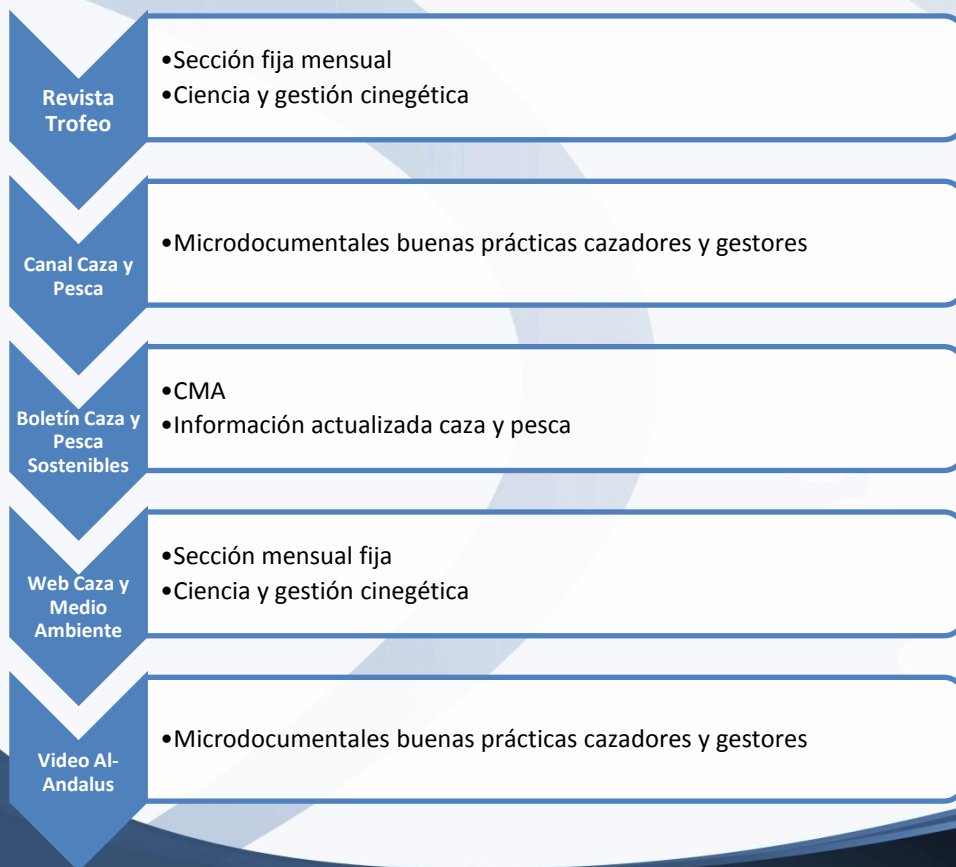 Revista
Trofeo
•Sección fija mensual
•Ciencia y gestión cinegética
Canal Caza y
Pesca
•Microdocumentales buenas prácticas cazadores y gestores
Boletín Caza y
Pesca
Sostenibles
•CMA
•Información actualizada caza y pesca
Web Caza y
Medio
Ambiente
•Sección mensual fija
•Ciencia y gestión cinegética
Video Al-
Andalus
•Microdocumentales buenas prácticas cazadores y gestores